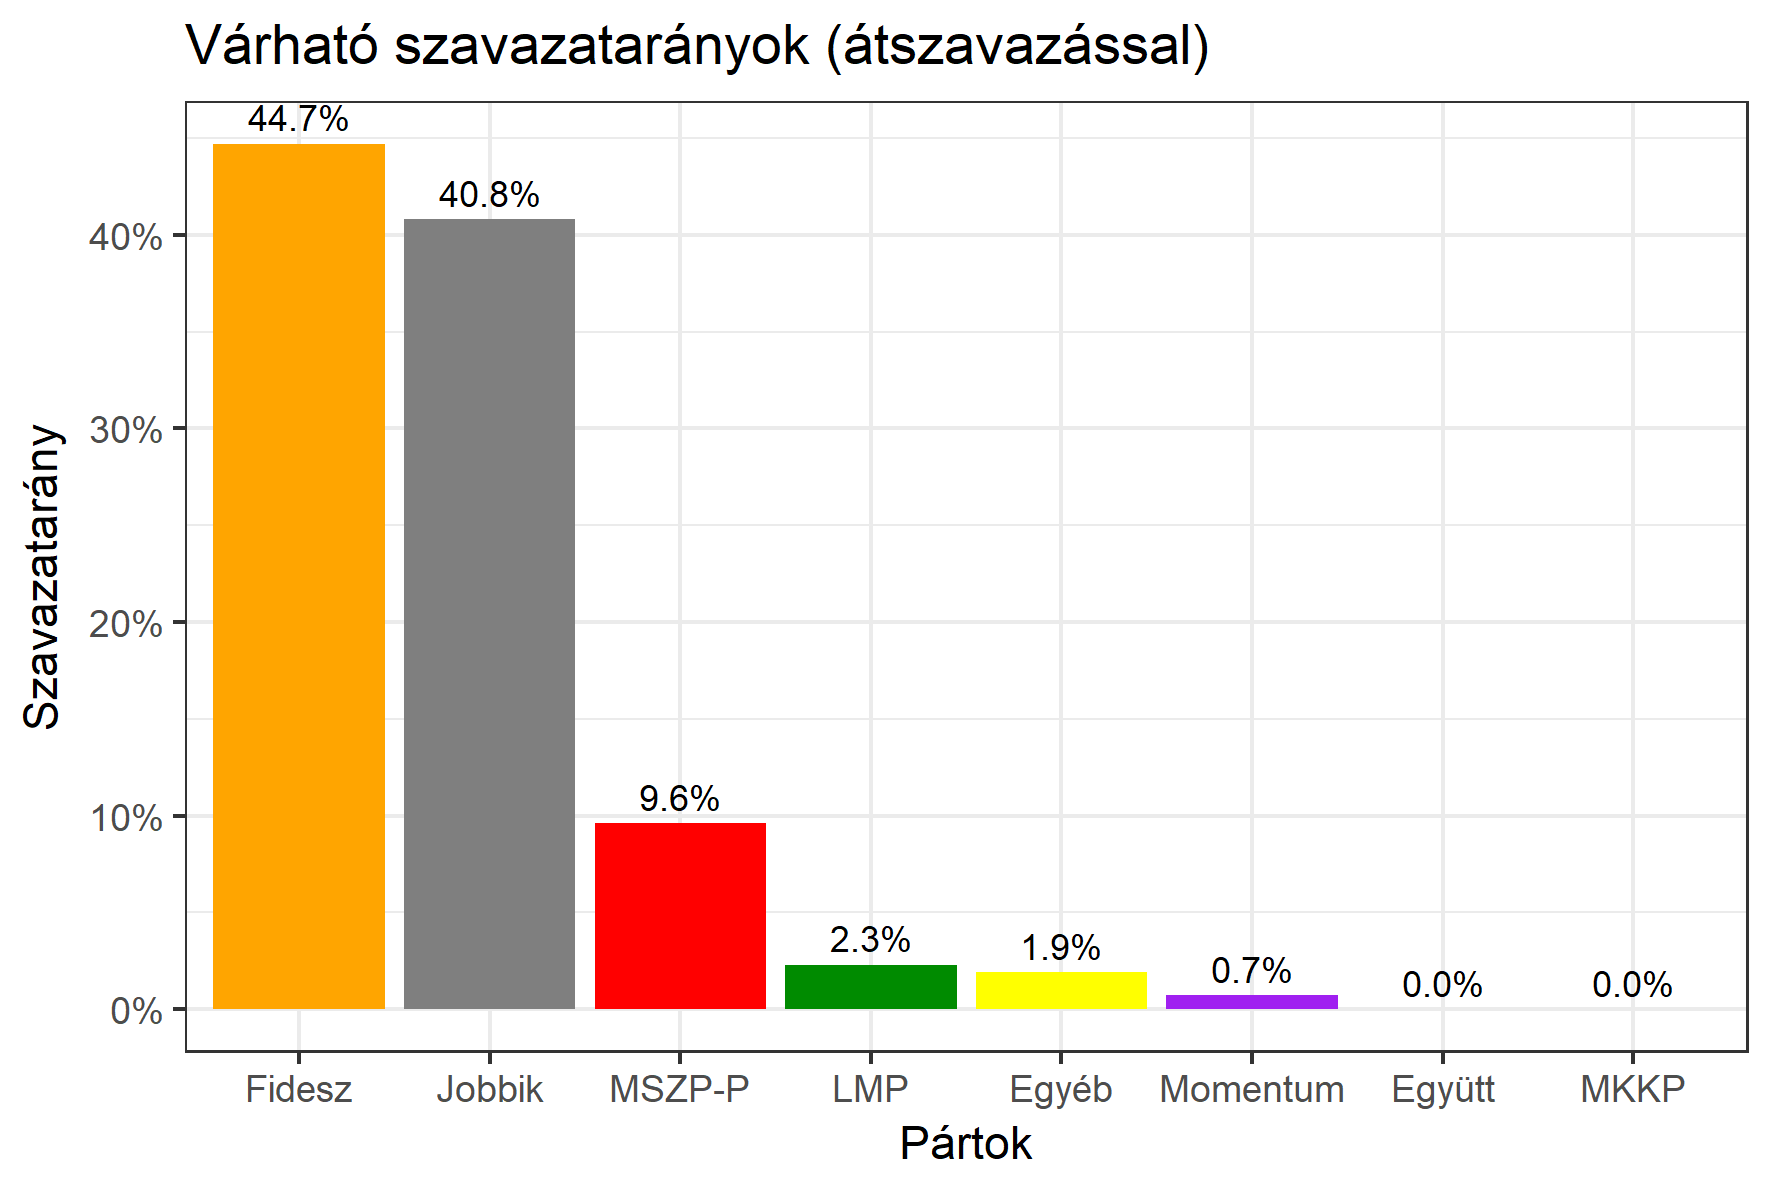 Várható szavazatarányok (átszavazással)
44.7%
40.8%
9.6%
2.3%
1.9%
0.7%
0.0%
0.0%
40%
30%
20%
10%
0%
Szavazatarány
Fidesz
Jobbik
MSZP-P
LMP
Egyéb
Momentum
Együtt
MKKP
Pártok